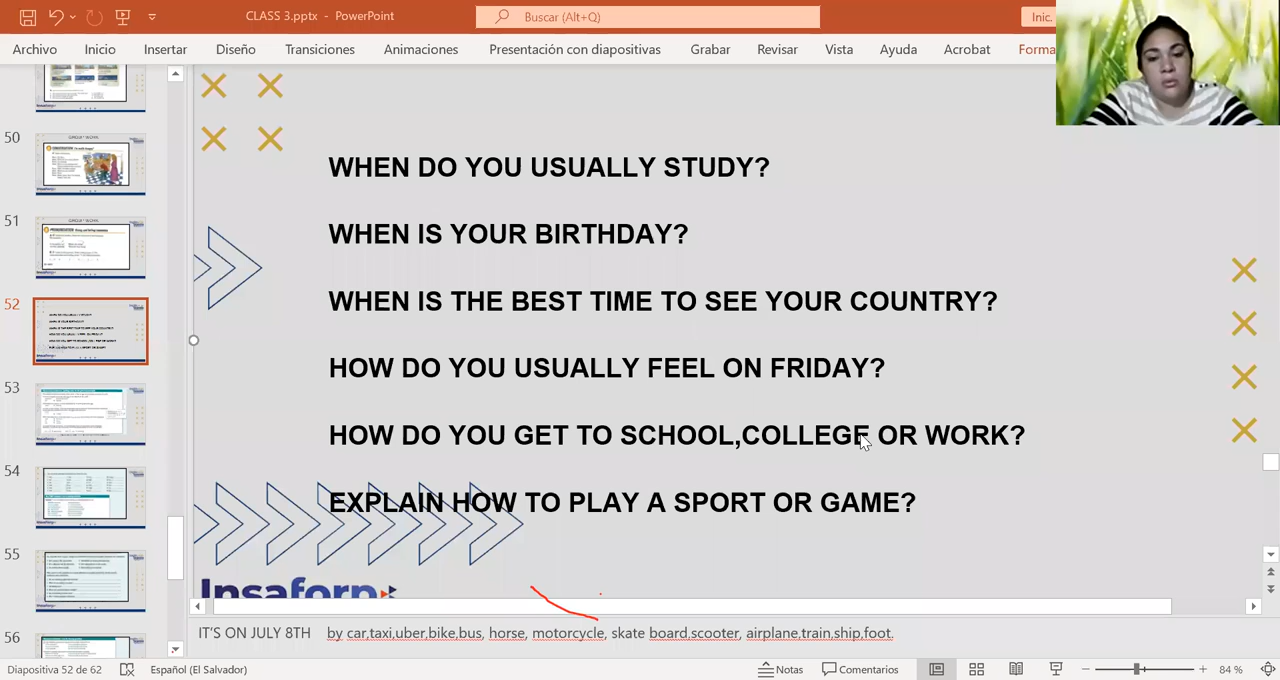 CLASS 3.pptx - PowerPoint
Buscar (Alt+Q)
Inic.
Archivo Inicio Insertar Diseño Transiciones Animaciones Presentación con diapositivas Grabar Revisar Vista Ayuda Acrobat Forma
50
51
52
53
54
55
56
WHEN DO YOU USUALLY STUDY?
WHEN IS YOUR BIRTHDAY?
WHEN IS THE BEST TIME TO SEE YOUR COUNTRY?
HOW DO YOU USUALLY FEEL ON FRIDAY?
HOW DO YOU GET TO SCHOOL,COLLEGE OR WORK?
EXPLAIN HOW TO PLAY A SPORT OR GAME?
Insaforp
IT'S ON JULY 8TH by car,taxi,uber,bike,bus, horse, motorcycle, skate board,scooter, airplane,train,ship,foot.
Diapositiva 52 de 62 Español (El Salvador) Notas Comentarios 84 %